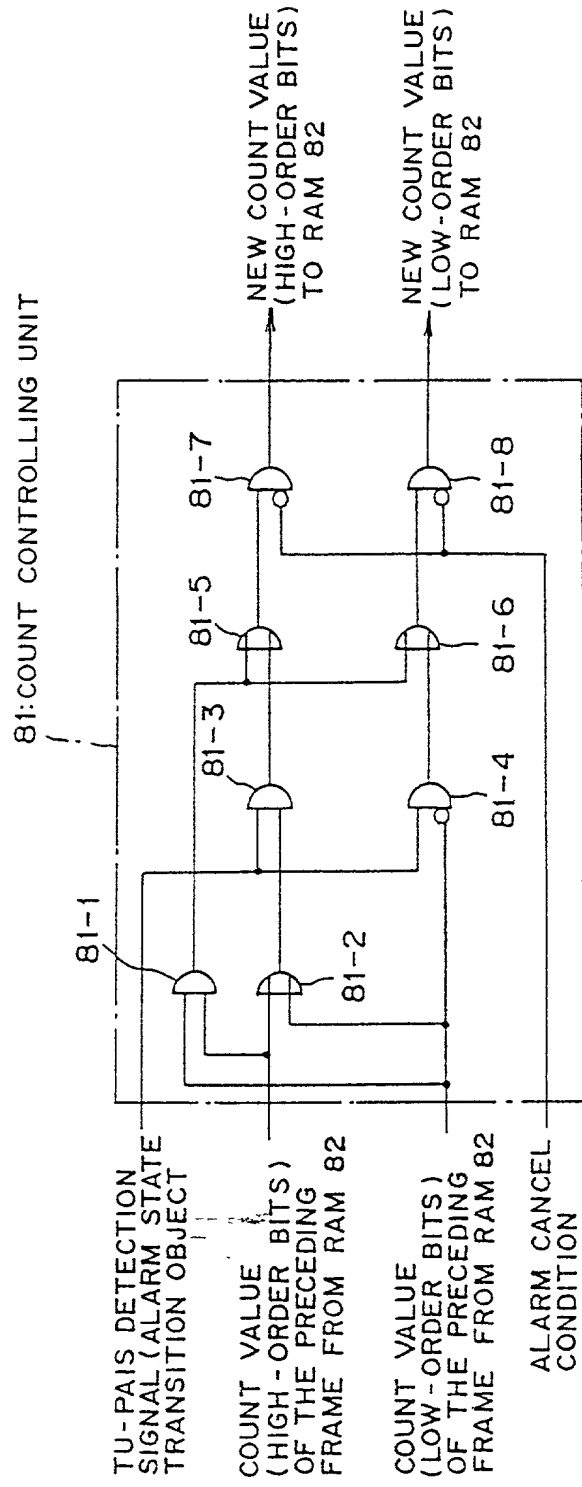 81:COUNT CONTROLLING UNIT
TU-PAIS DETECTION
SIGNAL (ALARM STATE
TRANSITION OBJECT
COUNT VALUE
(HIGH-ORDER BITS)
OF THE PRECEDING
FRAME FROM RAM 82
COUNT VALUE
(LOW-ORDER BITS)
OF THE PRECEDING
FRAME FROM RAM 82
ALARM CANCEL
CONDITION
81-1
81-2
81-3
81-4
81-5
81-6
81-7
81-8
NEW COUNT VALUE
(HIGH-ORDER BITS)
TO RAM 82
NEW COUNT VALUE
(LOW-ORDER BITS)
TO RAM 82